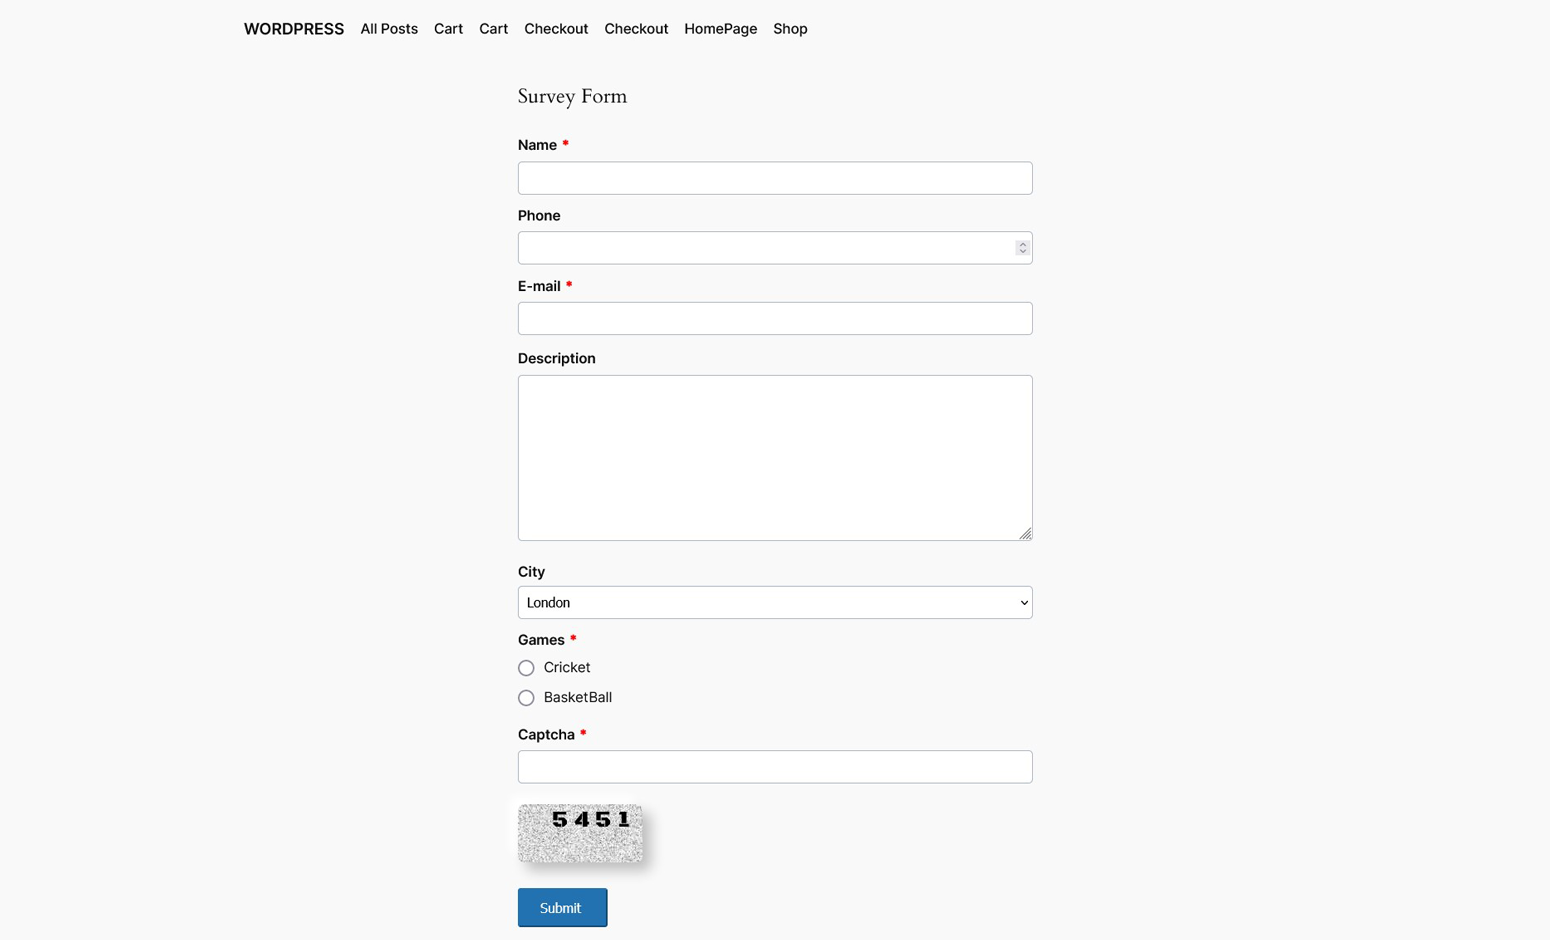 WORDPRESS All Posts Cart Cart Checkout Checkout HomePage Shop
Survey Form
Name *
Phone
E-mail *
Description
City
London
Games *
Cricket
BasketBall
Captcha *
5451
Submit